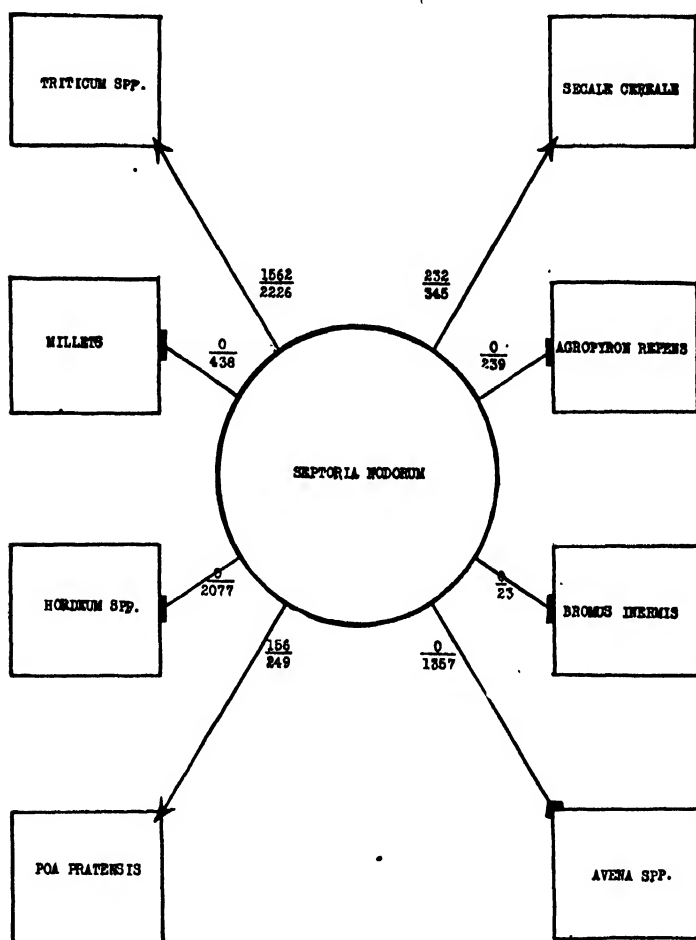 TRITICUM SPP.
SECALE CEREALE
1562
2226
232
345
MILLETS
0
438
0
239
AGROPYRON REPENS
SEPTORIA NODORUM
HORDEUM SPP.
0
2077
0
23
BROMUS INERMIS
156
249
0
1357
POA PRATENSIS
AVENA SPP.